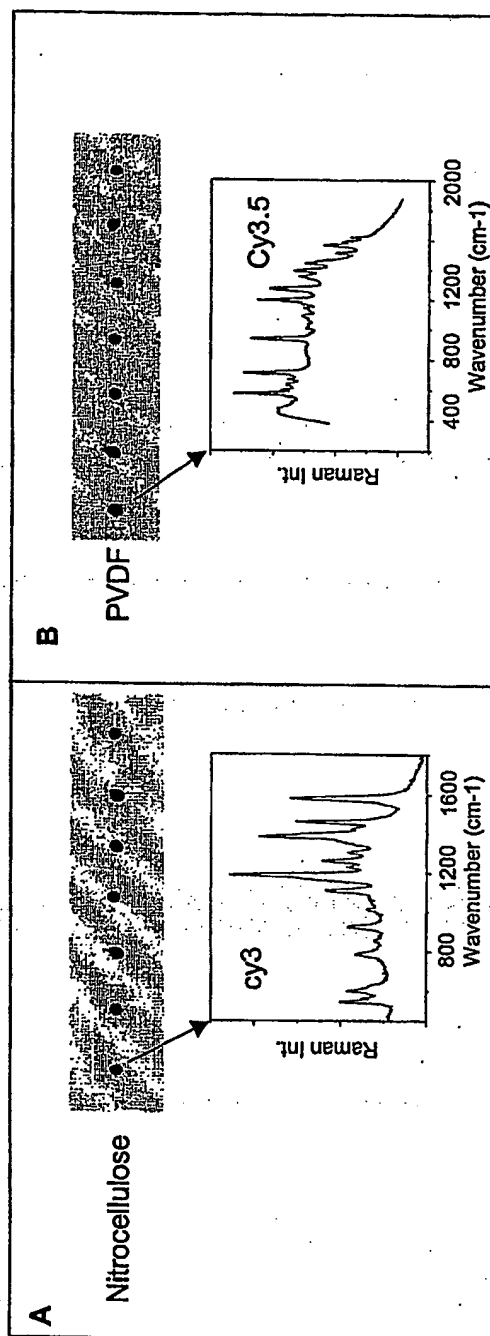 A
Nitrocellulose
cy3
Raman Int.
800 1200 1600
Wavenumber (cm-1)
B
PVDF
Cy3.5
Raman Int.
400 800 1200 2000
Wavenumber (cm-1)